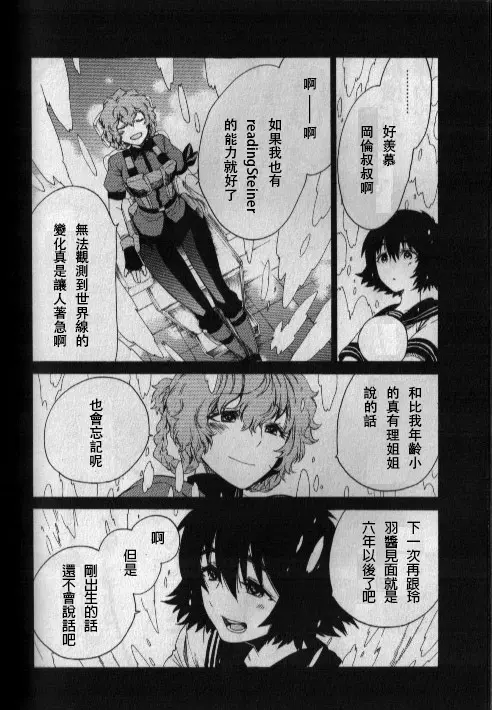 ………
好羨慕
岡倫叔叔啊
啊
——
啊
如果我也有
readingSteiner
的能力就好了
無法觀測到世界線的
變化真是讓人著急啊
和比我年齡小
的真有理姐姐
說的話
也會忘記呢
下一次再跟玲
羽醬見面就是
六年以後了吧
啊
但是
剛出生的話
還不會說話吧